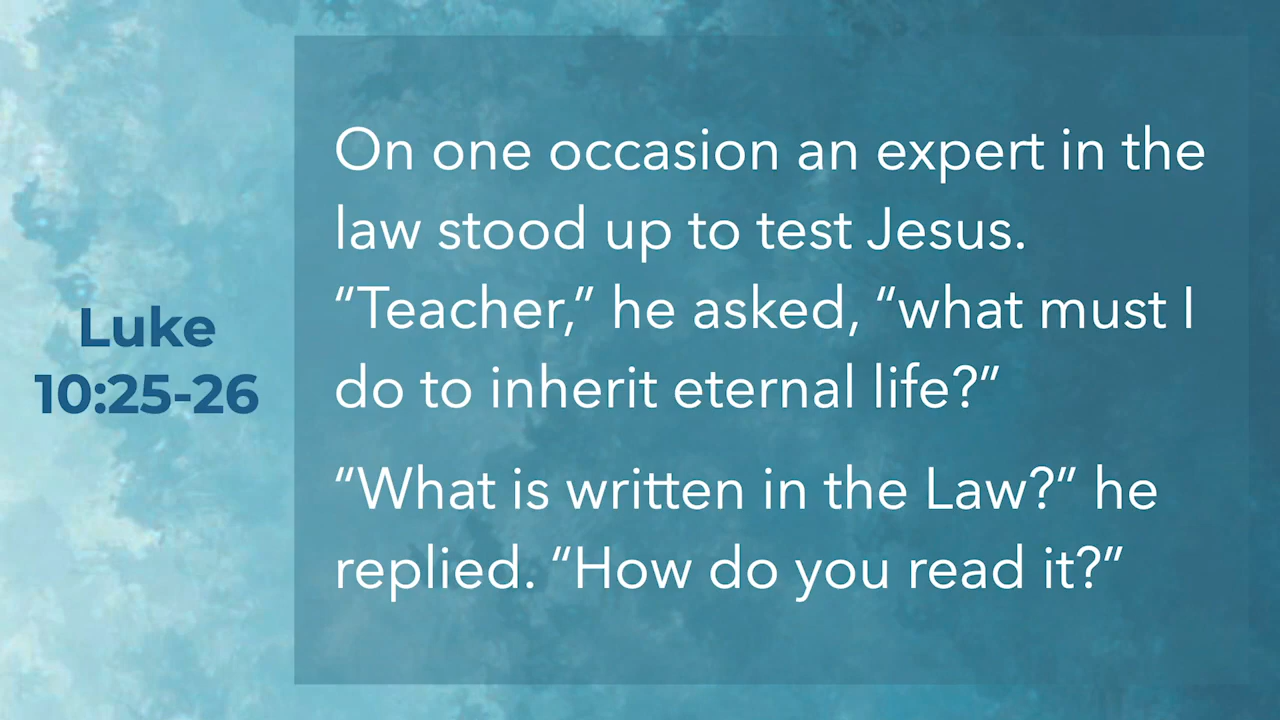 Luke
10:25-26
On one occasion an expert in the
law stood up to test Jesus.
“Teacher,” he asked, “what must I
do to inherit eternal life?”
“What is written in the Law?” he
replied. “How do you read it?”